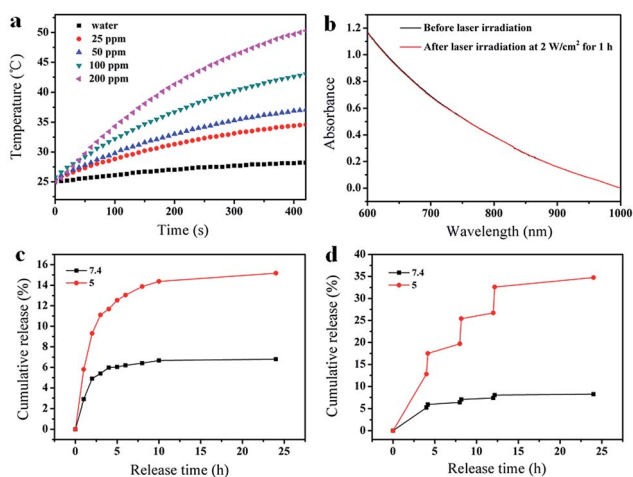 a
water
25 ppm
50 ppm
100 ppm
200 ppm
Temperature (℃)
50
45
40
35
30
25
0 100 200 300 400
Time (s)
b
Before laser irradiation
After laser irradiation at 2 W/cm² for 1 h
Absorbance
1.2
1.0
0.8
0.6
0.4
0.2
0.0
600 700 800 900 1000
Wavelength (nm)
c
7.4
5
Cumulative release (%)
16
14
12
10
8
6
4
2
0
0 5 10 15 20 25
Release time (h)
d
7.4
5
Cumulative release (%)
40
35
30
25
20
15
10
5
0
0 5 10 15 20 25
Release time (h)